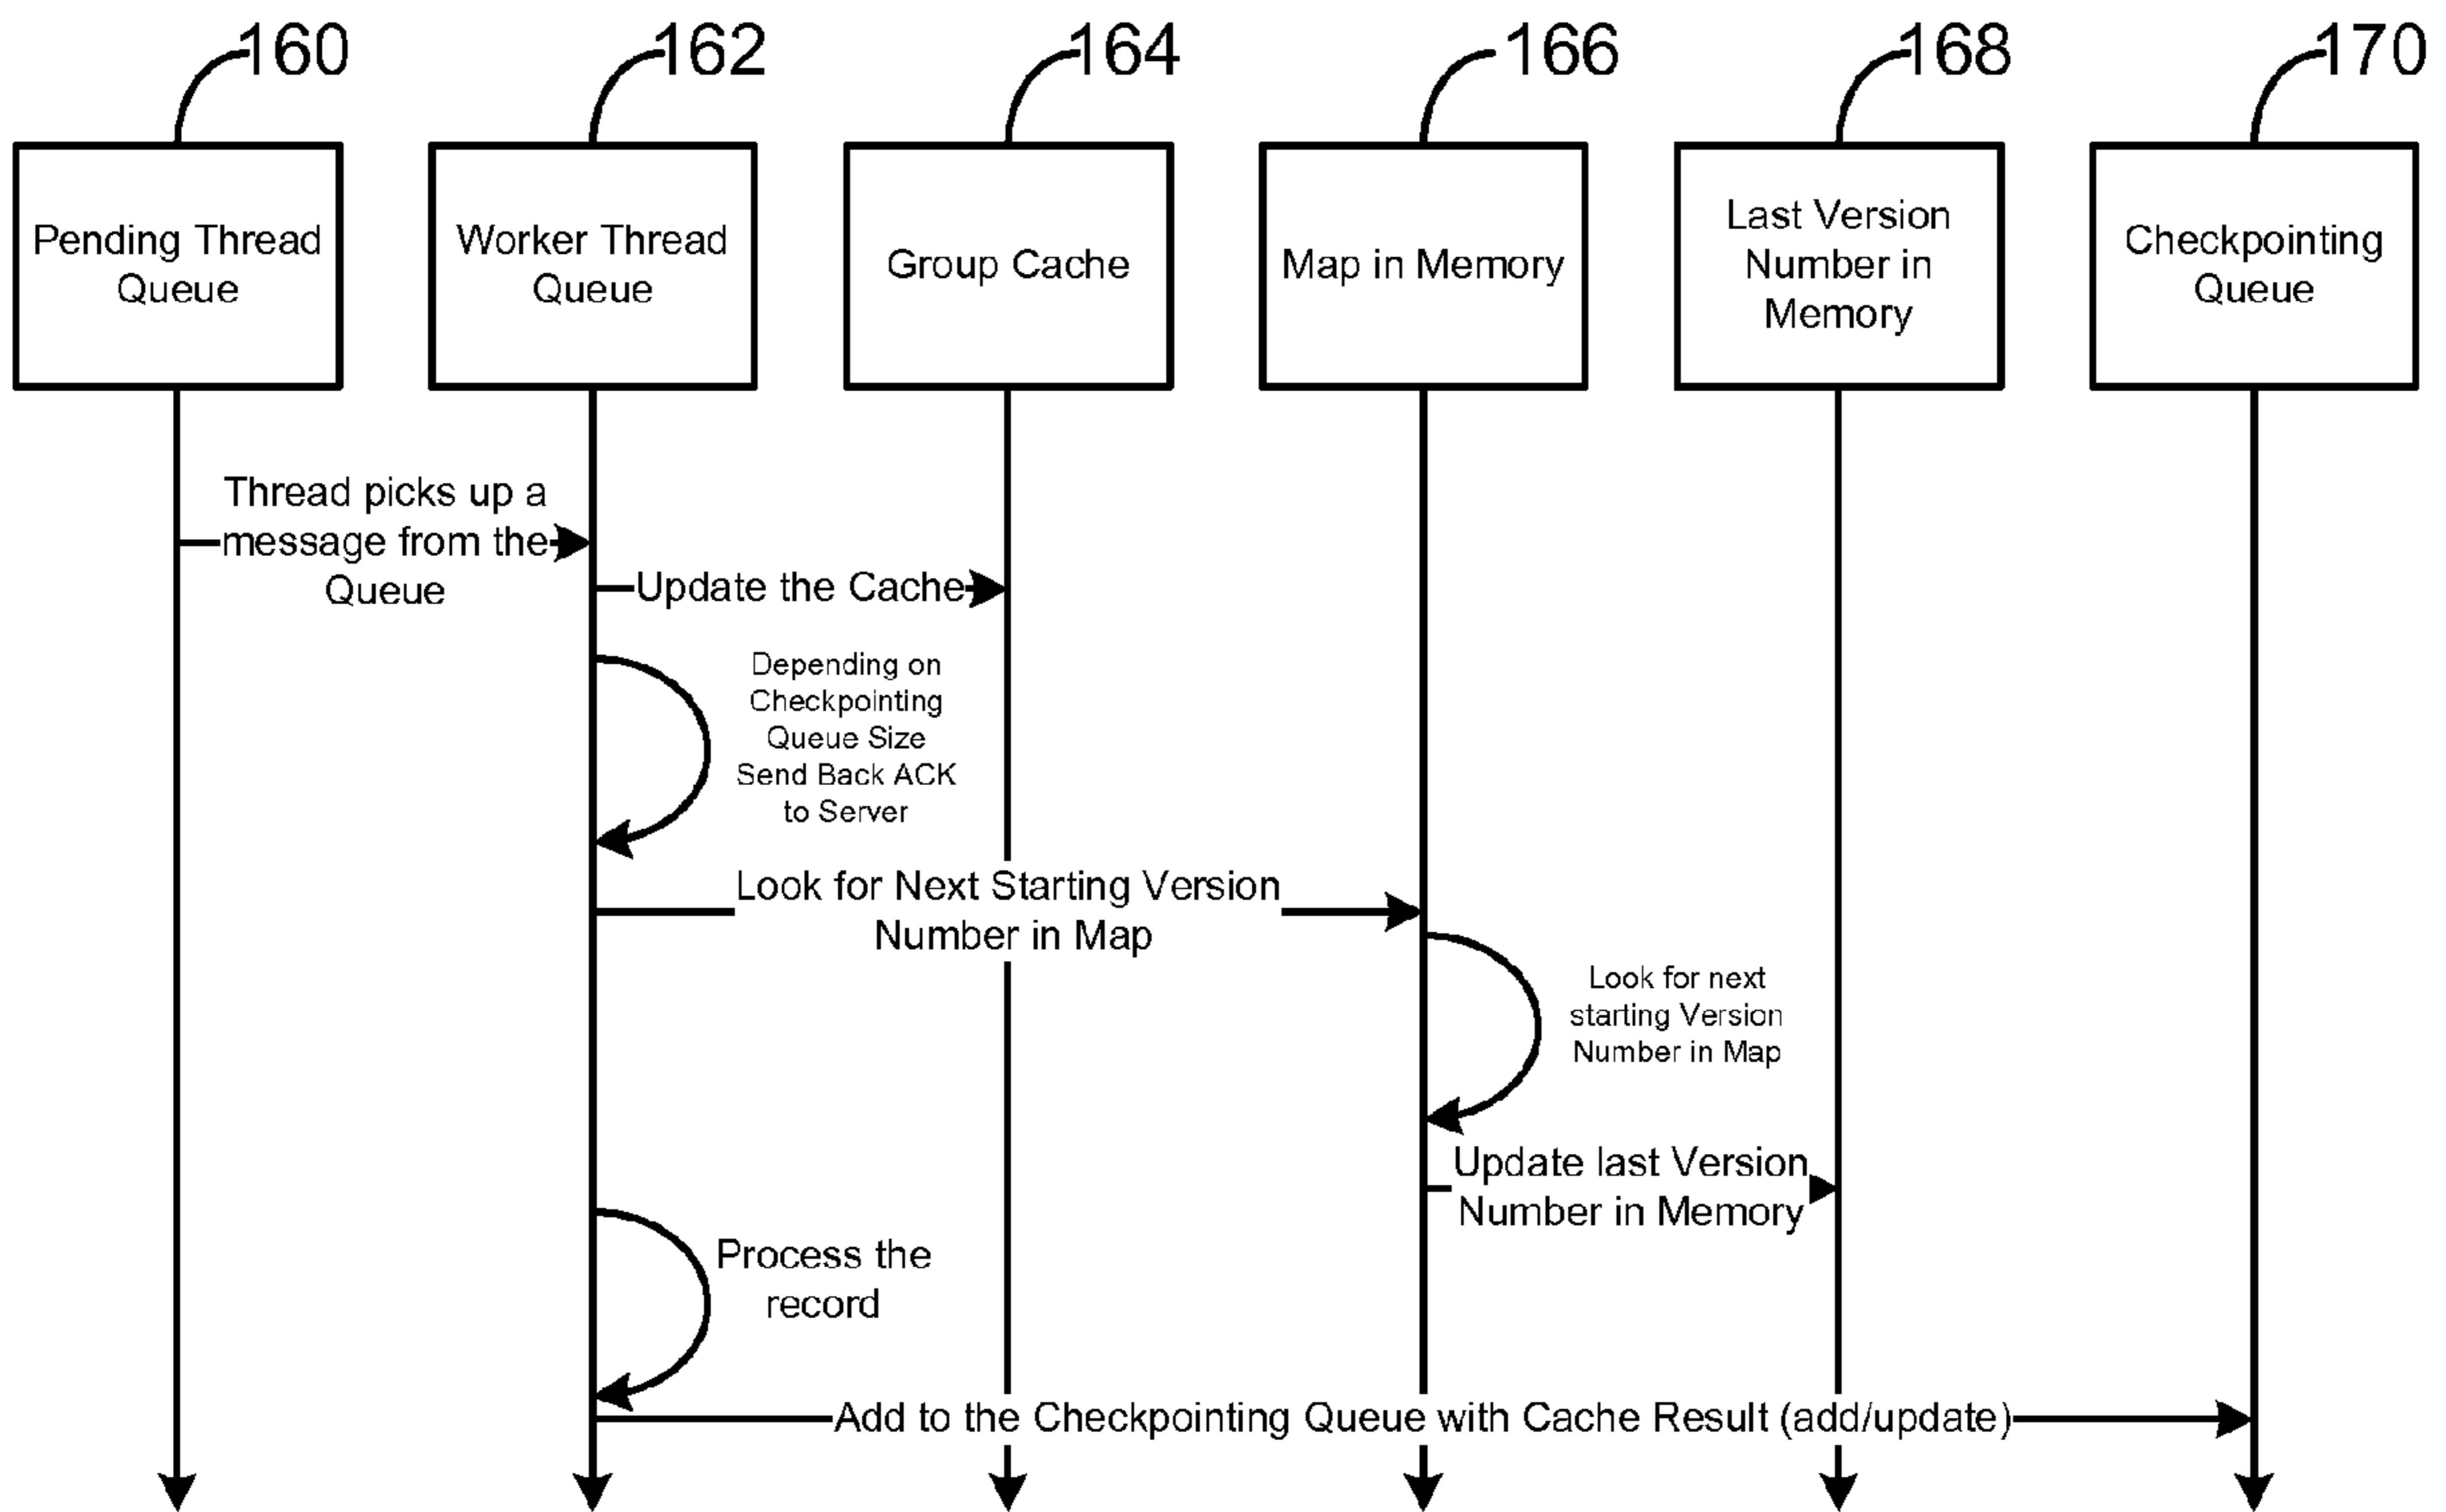 160
162
164
166
168
170
Pending Thread
Queue
Worker Thread
Queue
Group Cache
Map in Memory
Last Version
Number in
Memory
Checkpointing
Queue
Thread picks up a
message from the
Queue
Update the Cache
Depending on
Checkpointing
Queue Size
Send Back ACK
to Server
Look for Next Starting Version
Number in Map
Look for next
starting Version
Number in Map
Update last Version
Number in Memory
Process the
record
Add to the Checkpointing Queue with Cache Result (add/update)